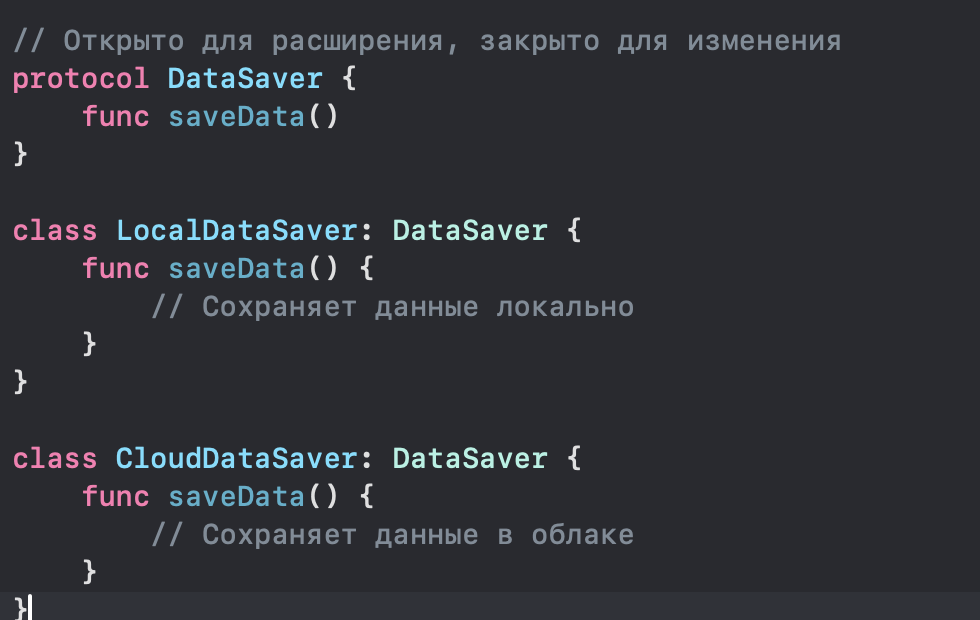 // Открыто для расширения, закрыто для изменения
protocol DataSaver {
    func saveData()
}
class LocalDataSaver: DataSaver {
    func saveData() {
        // Сохраняет данные локально
    }
}
class CloudDataSaver: DataSaver {
    func saveData() {
        // Сохраняет данные в облаке
    }
}